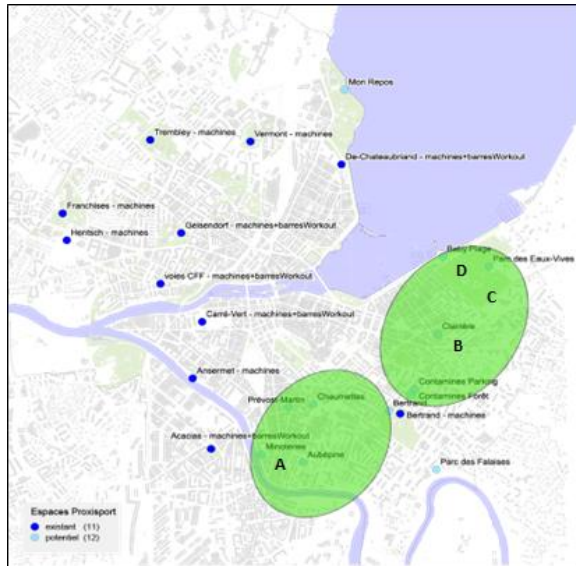 Mon Repos
Trembley - machines
Vermont - machines
De-Chateaubriand - machines+barresWorkout
Franchises - machines
Geisendorf - machines+barresWorkout
Hentsch - machines
Baby Plage
Parc des Eaux-Vives
D
voies CFF - machines+barresWorkout
C
Carré-Vert - machines+barresWorkout
Clairière
B
Ansermet - machines
Contamines Parking
Contamines Forêt
Prévost-Martin
Chaumettes
Bertrand
Bertrand - machines
Acacias - machines+barresWorkout
Minoteries
A
Aubépine
Parc des Falaises
Espaces Proxisport
existant (11)
potentiel (12)